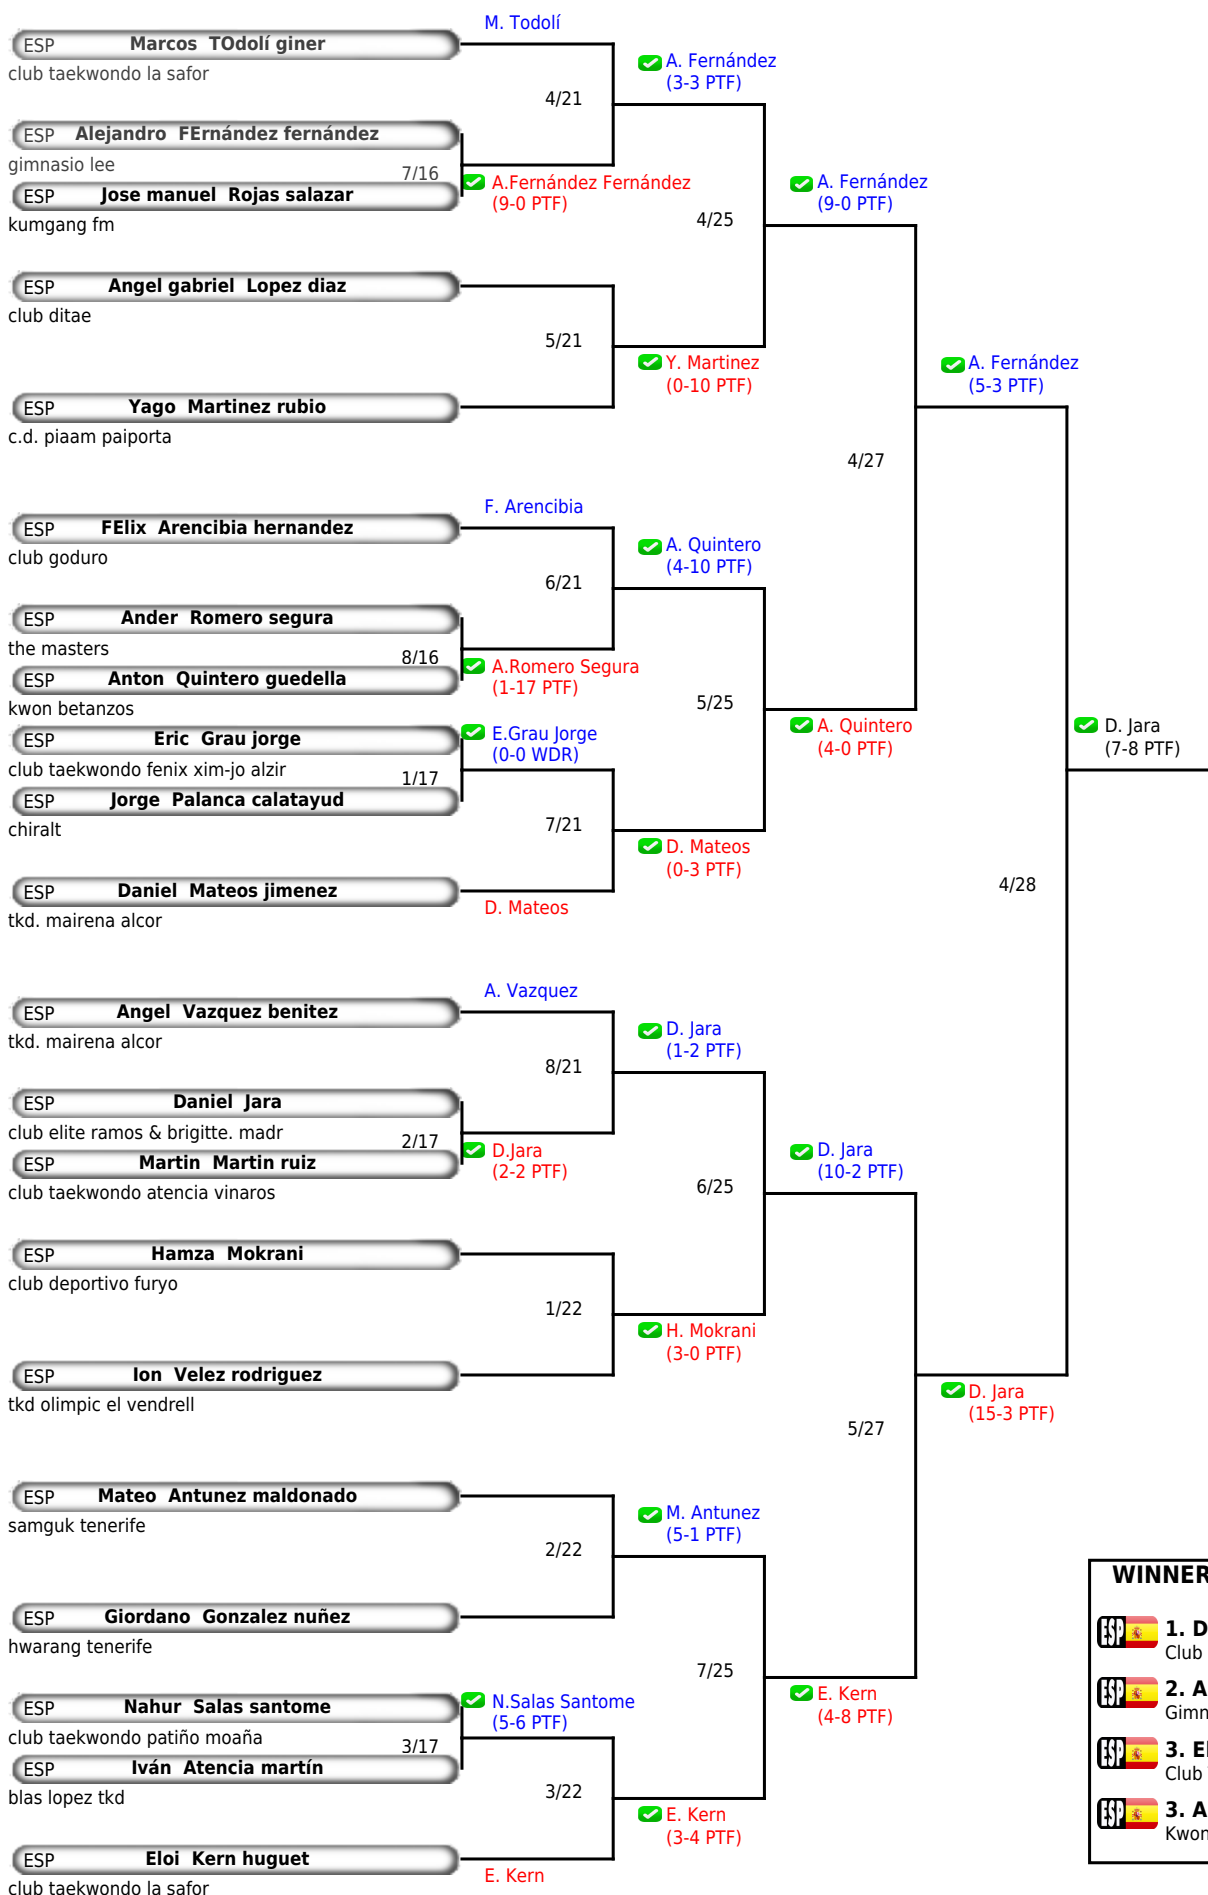 M. Todolí
ESP Marcos TOdolí giner
club taekwondo la safor
A. Fernández
(3-3 PTF)
4/21
ESP Alejandro FErnández fernández
gimnasio lee
7/16
A.Fernández Fernández
(9-0 PTF)
ESP Jose manuel Rojas salazar
kumgang fm
A. Fernández
(9-0 PTF)
4/25
ESP Angel gabriel Lopez diaz
club ditae
5/21
Y. Martinez
(0-10 PTF)
A. Fernández
(5-3 PTF)
ESP Yago Martinez rubio
c.d. piaam paiporta
4/27
F. Arencibia
ESP FElix Arencibia hernandez
club goduro
A. Quintero
(4-10 PTF)
6/21
ESP Ander Romero segura
the masters
8/16
A.Romero Segura
(1-17 PTF)
ESP Anton Quintero guedella
kwon betanzos
5/25
A. Quintero
(4-0 PTF)
D. Jara
(7-8 PTF)
ESP Eric Grau jorge
E.Grau Jorge
(0-0 WDR)
club taekwondo fenix xim-jo alzir
1/17
ESP Jorge Palanca calatayud
chiralt
7/21
D. Mateos
(0-3 PTF)
4/28
ESP Daniel Mateos jimenez
D. Mateos
tkd. mairena alcor
A. Vazquez
ESP Angel Vazquez benitez
tkd. mairena alcor
D. Jara
(1-2 PTF)
8/21
ESP Daniel Jara
club elite ramos & brigitte. madr
2/17
D.Jara
(2-2 PTF)
ESP Martin Martin ruiz
club taekwondo atencia vinaros
D. Jara
(10-2 PTF)
6/25
ESP Hamza Mokrani
club deportivo furyo
1/22
H. Mokrani
(3-0 PTF)
ESP Ion Velez rodriguez
tkd olimpic el vendrell
D. Jara
(15-3 PTF)
5/27
ESP Mateo Antunez maldonado
samguk tenerife
M. Antunez
(5-1 PTF)
2/22
ESP Giordano Gonzalez nuñez
hwarang tenerife
7/25
E. Kern
(4-8 PTF)
ESP Nahur Salas santome
N.Salas Santome
(5-6 PTF)
club taekwondo patiño moaña
3/17
ESP Iván Atencia martín
blas lopez tkd
3/22
E. Kern
(3-4 PTF)
ESP Eloi Kern huguet
E. Kern
club taekwondo la safor
WINNER
ESP 1. D
Club
ESP 2. A
Gimn
ESP 3. El
Club
ESP 3. A
Kwon